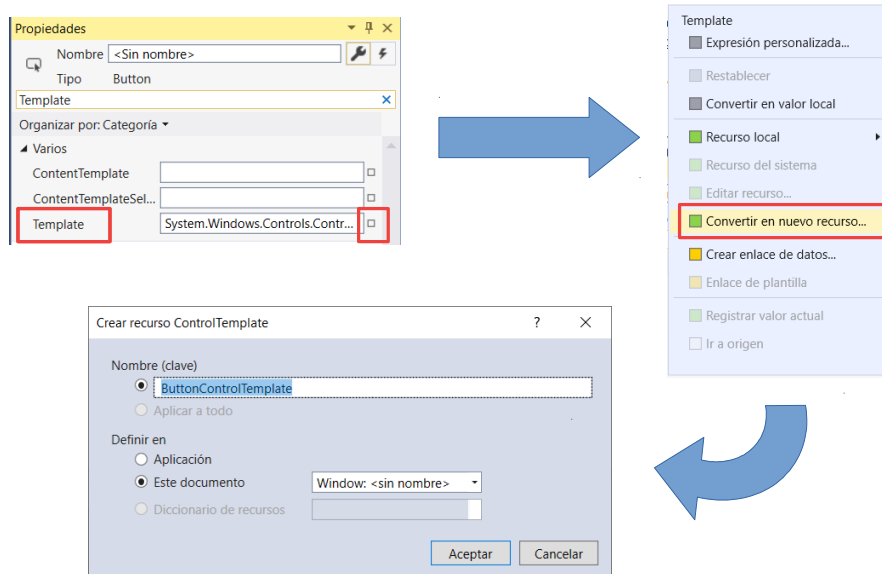 Propiedades
Nombre <Sin nombre>
Tipo Button
Template
Organizar por: Categoría
Varios
ContentTemplate
ContentTemplateSel...
Template System.Windows.Controls.Contr...
Template
Expresión personalizada...
Restablecer
Convertir en valor local
Recurso local
Recurso del sistema
Editar recurso...
Convertir en nuevo recurso...
Crear enlace de datos...
Enlace de plantilla
Registrar valor actual
Ir a origen
Crear recurso ControlTemplate ?
Nombre (clave)
ButtonControlTemplate
Aplicar a todo
Definir en
Aplicación
Este documento Window: <sin nombre>
Diccionario de recursos
Aceptar Cancelar